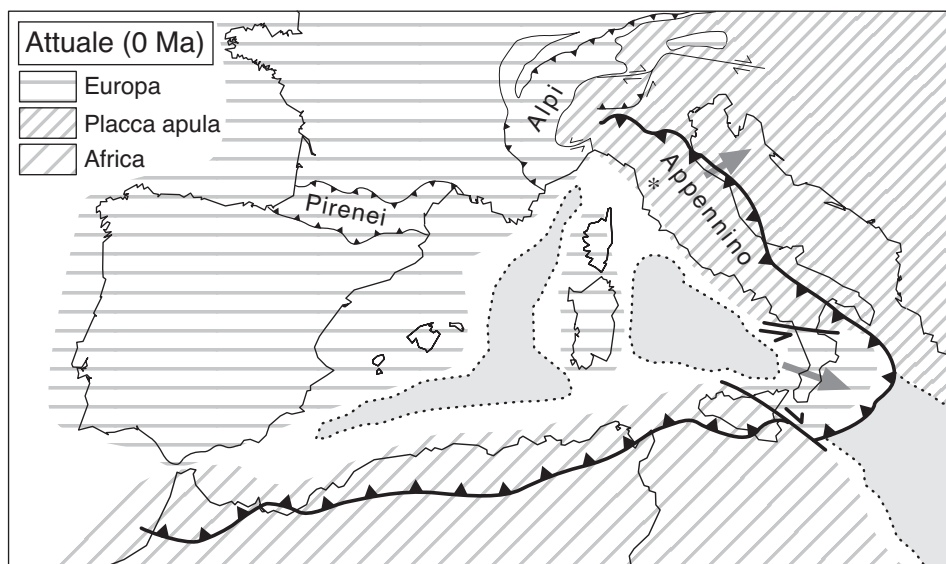 Attuale (0 Ma)
Europa
Placca apula
Africa
Alpi
Pirenei
Appennino
*